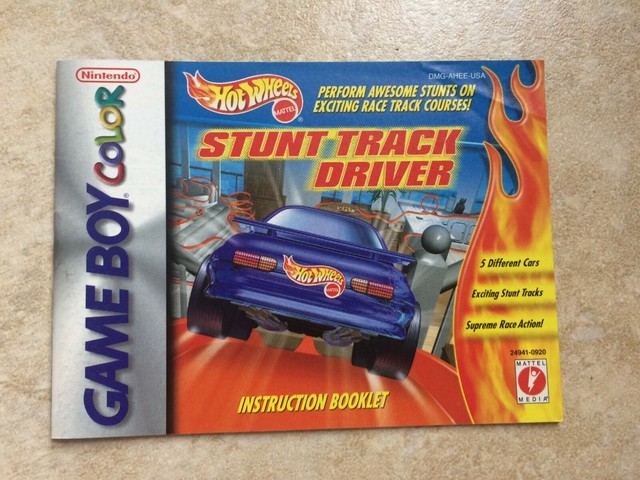 Nintendo®
GAME BOY COLOR
DMG-AHEE-USA
Hot Wheels®
MATTEL
PERFORM AWESOME STUNTS ON
EXCITING RACE TRACK COURSES!
STUNT TRACK
DRIVER
Hot Wheels
MATTEL
5 Different Cars
Exciting Stunt Tracks
Supreme Race Action!
24941-0920
MATTEL
MEDIA
INSTRUCTION BOOKLET